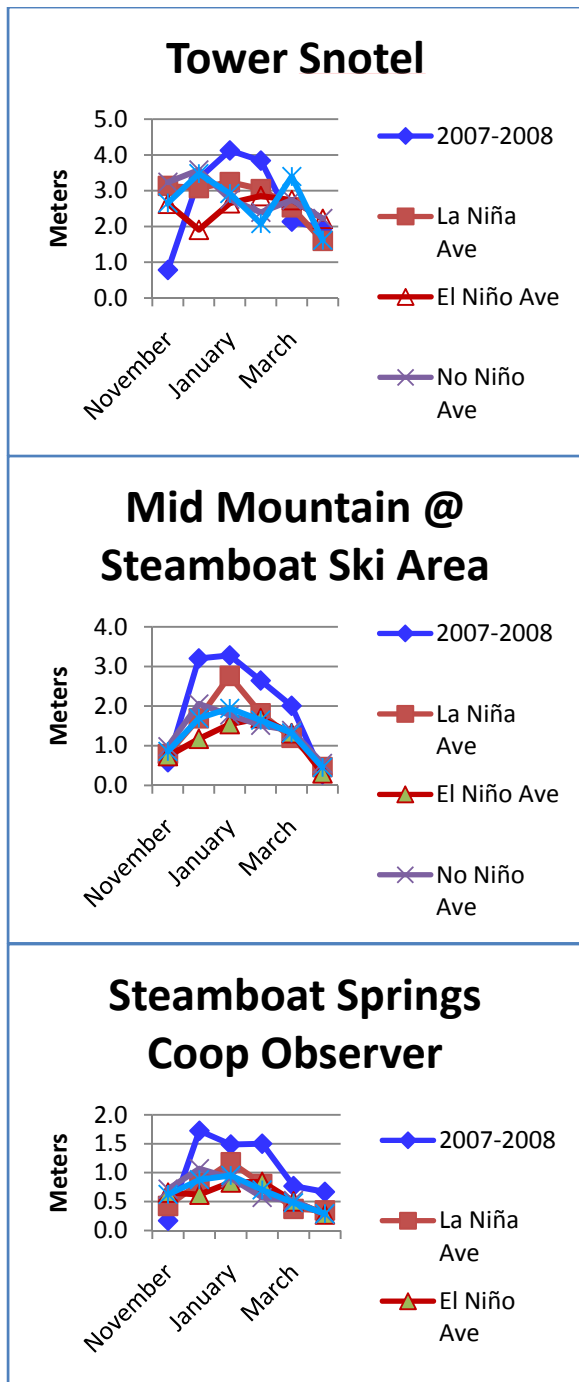 Tower Snotel
5.0
4.0
3.0
2.0
1.0
0.0
Meters
November
January
March
2007-2008
La Niña
Ave
El Niño Ave
No Niño
Ave
Mid Mountain @
Steamboat Ski Area
4.0
3.0
2.0
1.0
0.0
Meters
November
January
March
2007-2008
La Niña
Ave
El Niño Ave
No Niño
Ave
Steamboat Springs
Coop Observer
2.0
1.5
1.0
0.5
0.0
Meters
November
January
March
2007-2008
La Niña
Ave
El Niño
Ave